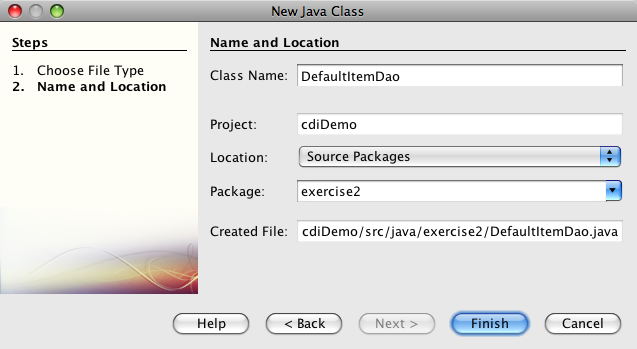 New Java Class
Steps
1. Choose File Type
2. Name and Location
Name and Location
Class Name: DefaultItemDao
Project: cdiDemo
Location: Source Packages
Package: exercise2
Created File: cdiDemo/src/java/exercise2/DefaultItemDao.java
Help < Back Next > Finish Cancel